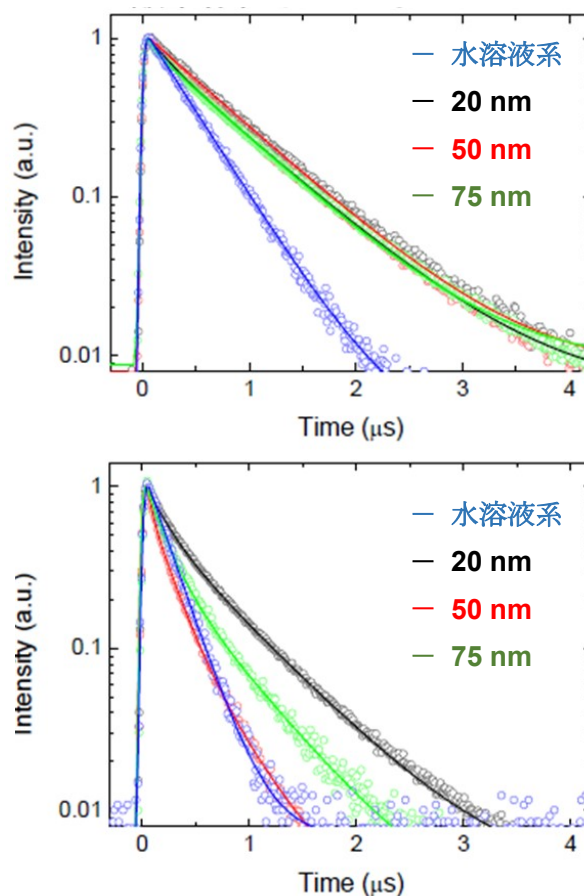 1
0.1
0.01
Intensity (a.u.)
0 1 2 3 4
Time (μs)
水溶液系
20 nm
50 nm
75 nm
1
0.1
0.01
Intensity (a.u.)
0 1 2 3 4
Time (μs)
水溶液系
20 nm
50 nm
75 nm